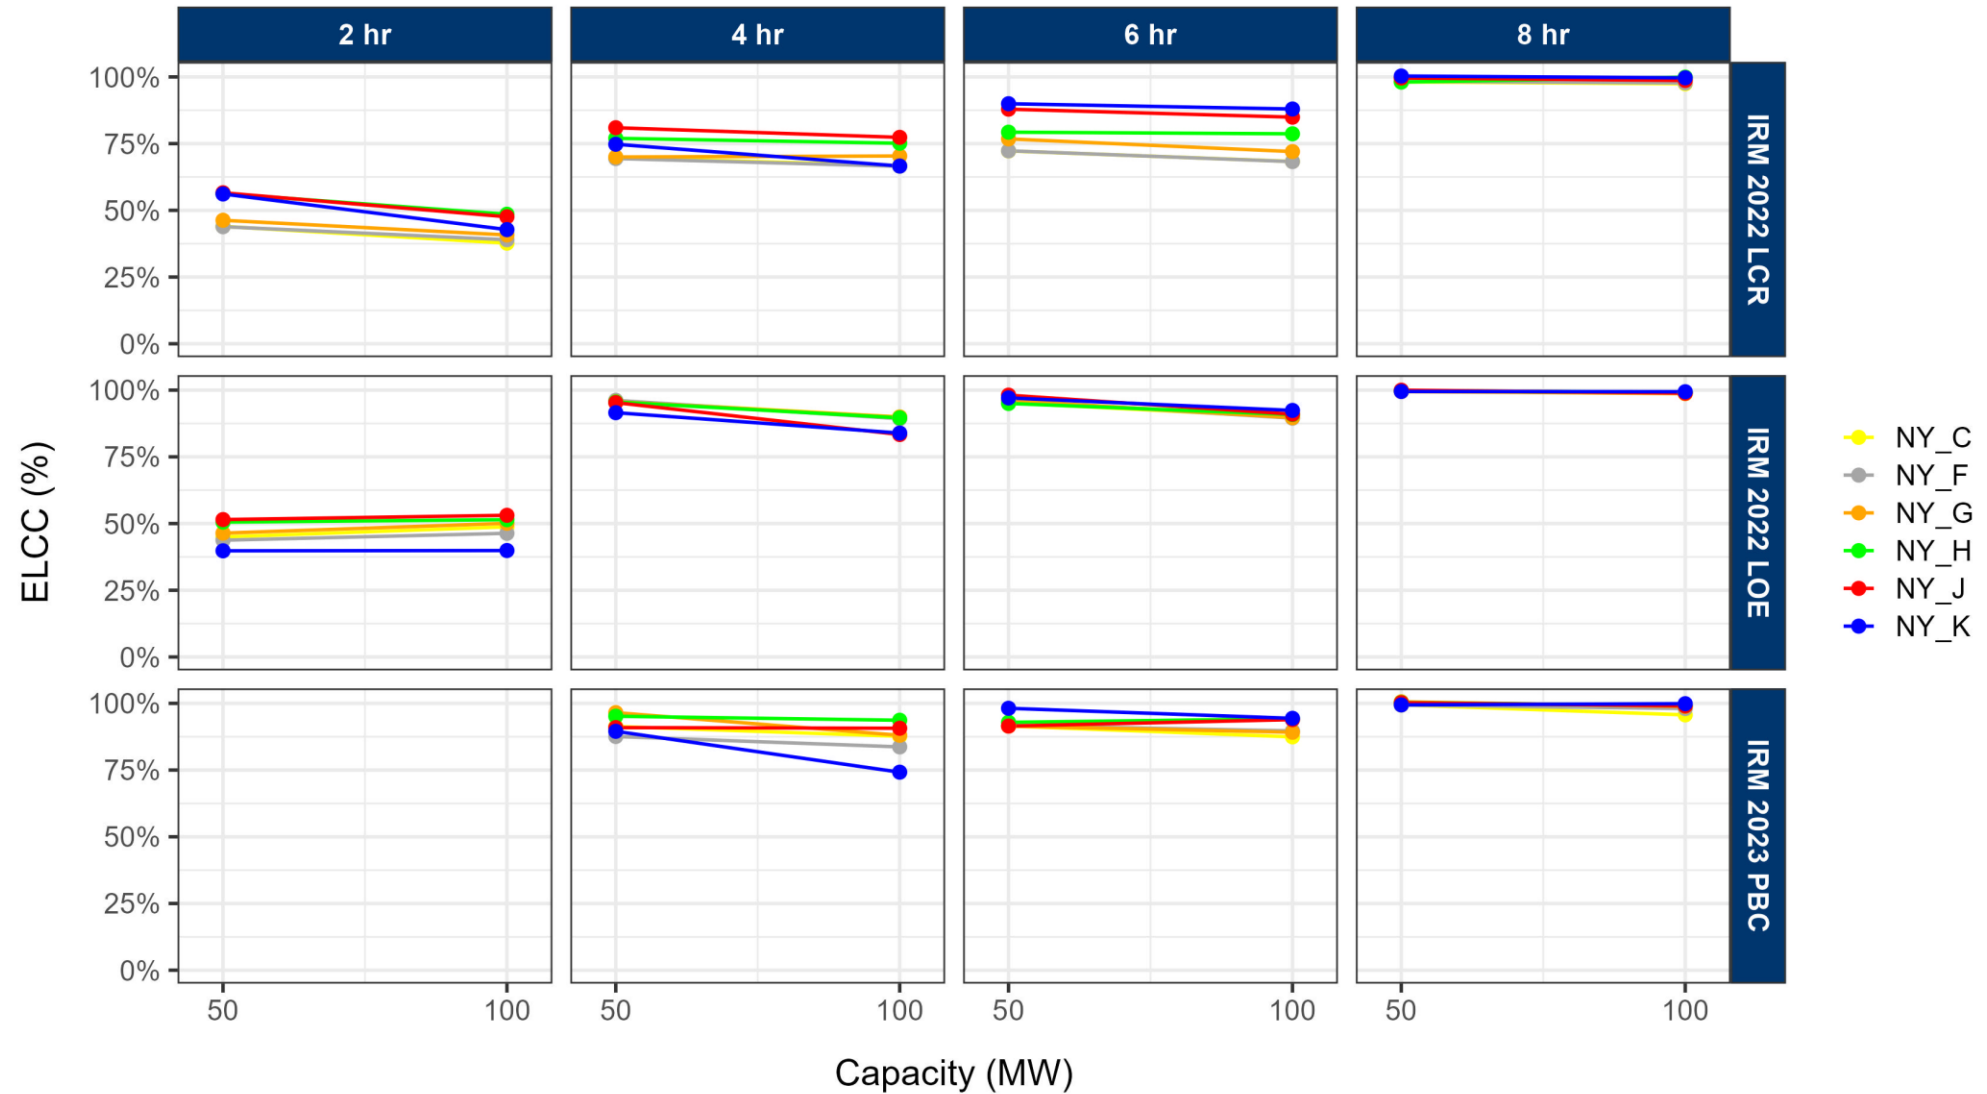 2 hr 4 hr 6 hr 8 hr
100%
75%
50%
25%
0%
IRM 2022 LCR
100%
75%
50%
25%
0%
IRM 2022 LOE
100%
75%
50%
25%
0%
IRM 2023 PBC
ELCC (%)
50 100 50 100 50 100 50 100
Capacity (MW)
NY_C
NY_F
NY_G
NY_H
NY_J
NY_K